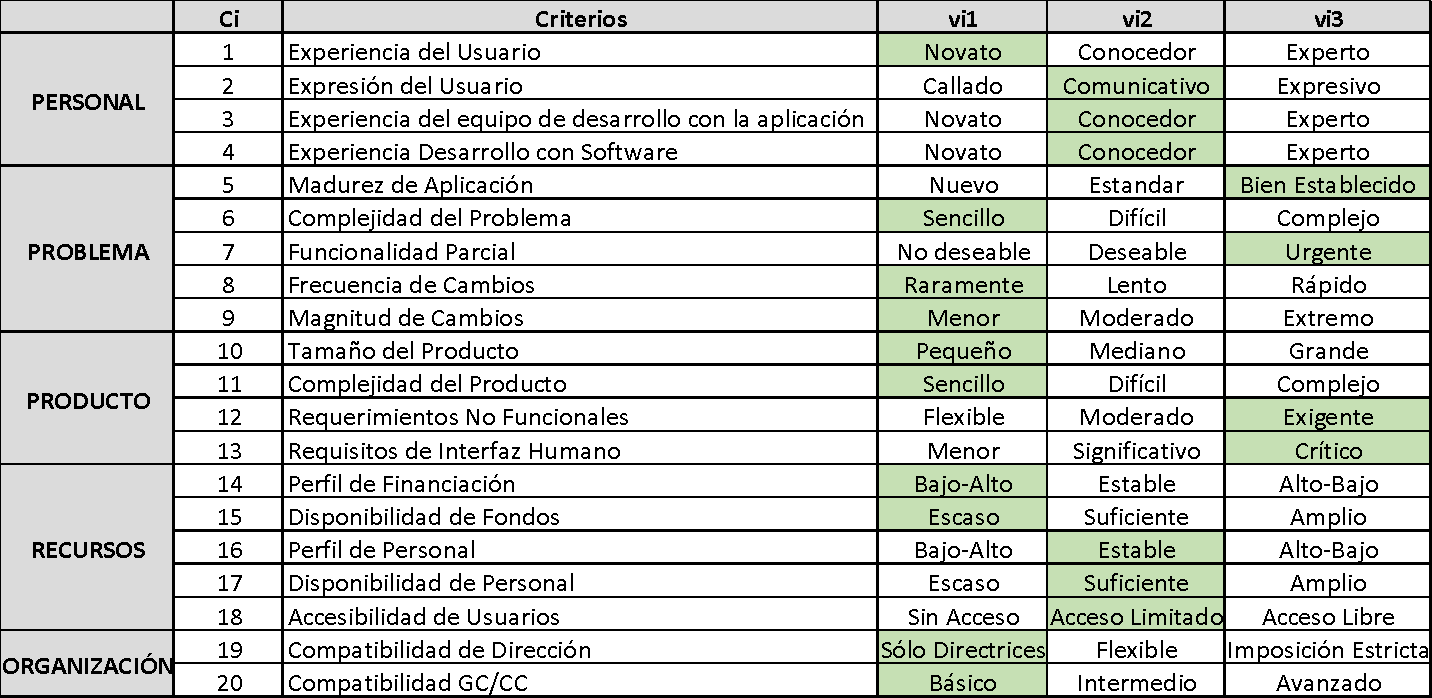 Ci Criterios vi1 vi2 vi3
PERSONAL
1 Experiencia del Usuario Novato Conocedor Experto
2 Expresión del Usuario Callado Comunicativo Expresivo
3 Experiencia del equipo de desarrollo con la aplicación Novato Conocedor Experto
4 Experiencia Desarrollo con Software Novato Conocedor Experto
PROBLEMA
5 Madurez de Aplicación Nuevo Estandar Bien Establecido
6 Complejidad del Problema Sencillo Difícil Complejo
7 Funcionalidad Parcial No deseable Deseable Urgente
8 Frecuencia de Cambios Raramente Lento Rápido
9 Magnitud de Cambios Menor Moderado Extremo
PRODUCTO
10 Tamaño del Producto Pequeño Mediano Grande
11 Complejidad del Producto Sencillo Difícil Complejo
12 Requerimientos No Funcionales Flexible Moderado Exigente
13 Requisitos de Interfaz Humano Menor Significativo Crítico
RECURSOS
14 Perfil de Financiación Bajo-Alto Estable Alto-Bajo
15 Disponibilidad de Fondos Escaso Suficiente Amplio
16 Perfil de Personal Bajo-Alto Estable Alto-Bajo
17 Disponibilidad de Personal Escaso Suficiente Amplio
18 Accesibilidad de Usuarios Sin Acceso Acceso Limitado Acceso Libre
ORGANIZACIÓN
19 Compatibilidad de Dirección Sólo Directrices Flexible Imposición Estricta
20 Compatibilidad GC/CC Básico Intermedio Avanzado